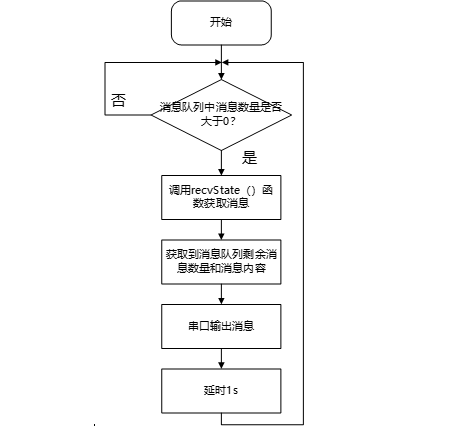 开始
否
消息队列中消息数量是否
大于0？
是
调用recvState（）函
数获取消息
获取到消息队列剩余消
息数量和消息内容
串口输出消息
延时1s